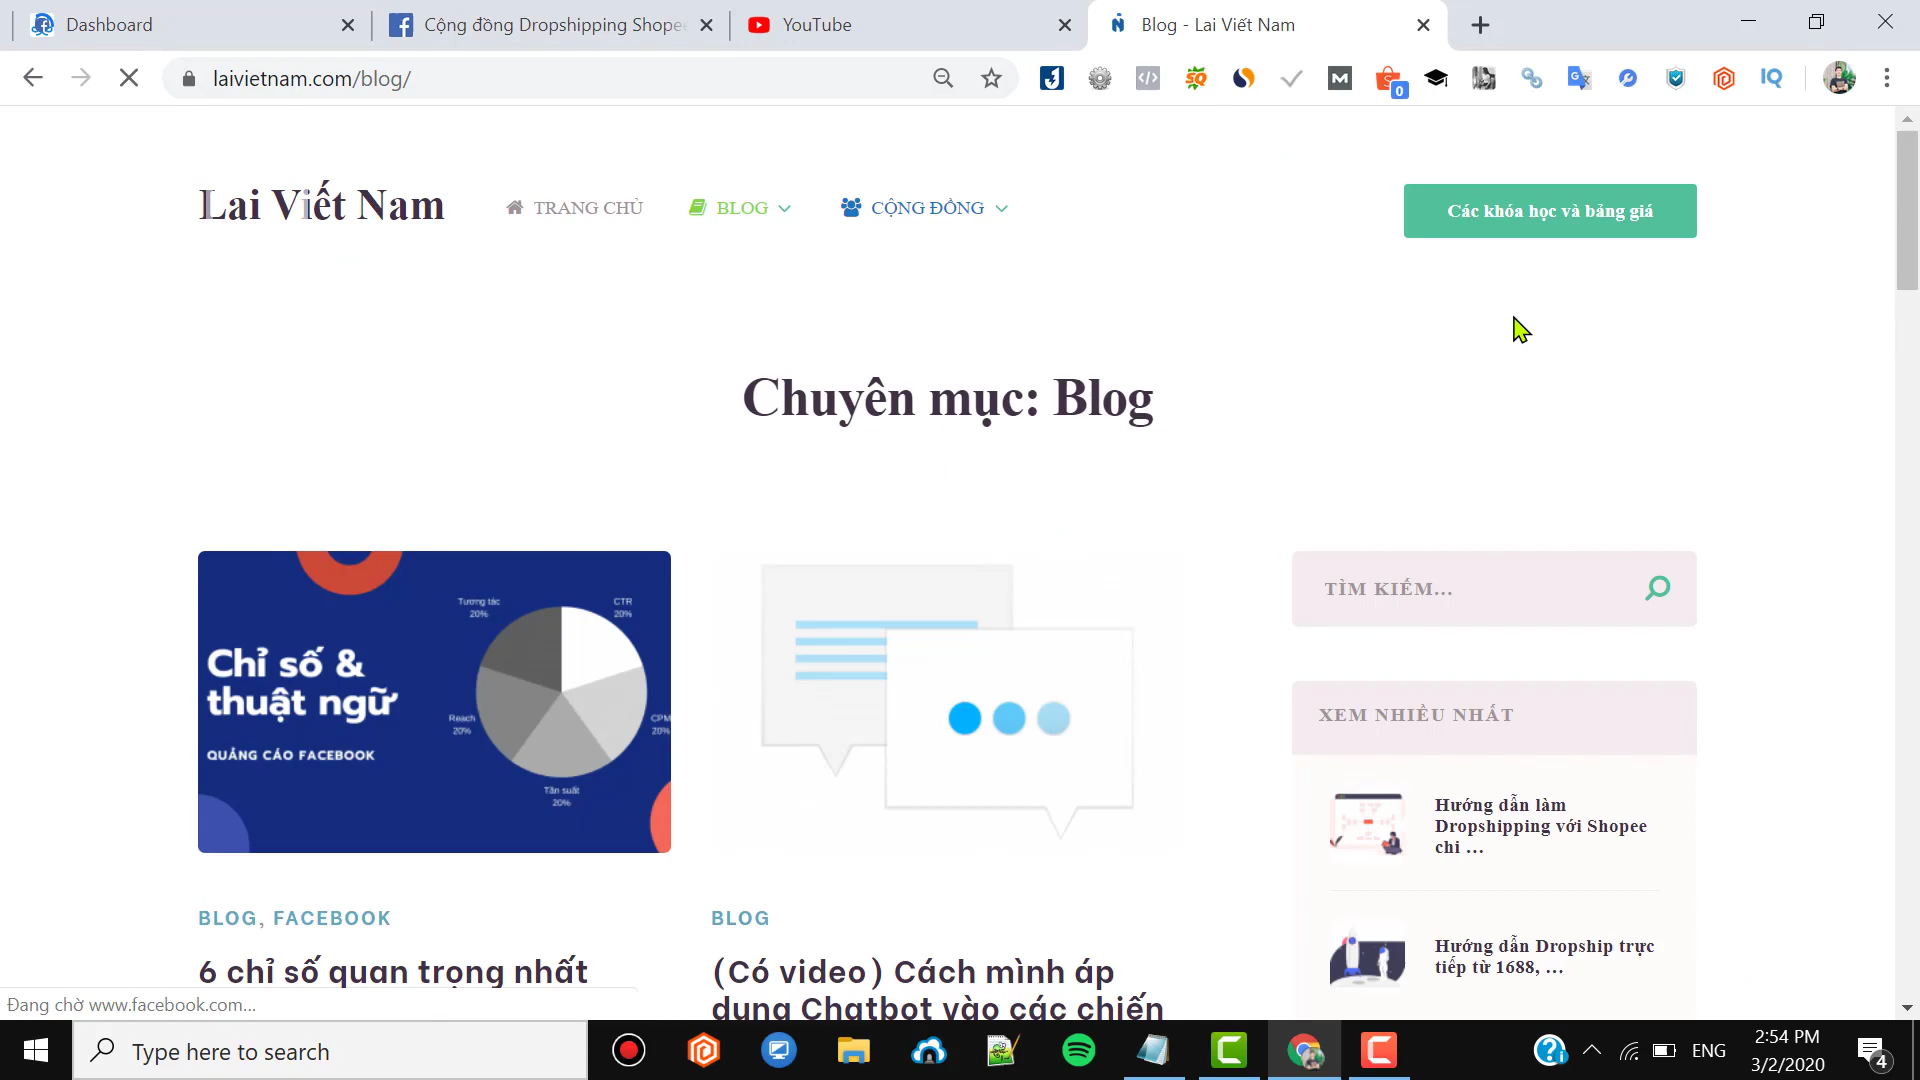 Dashboard
Cộng đồng Dropshipping Shopee
YouTube
Blog - Lai Viết Nam
laivietnam.com/blog/
0
Lai Viết Nam
TRANG CHỦ
BLOG
CỘNG ĐỒNG
Các khóa học và bảng giá
Chuyên mục: Blog
Chỉ số &
thuật ngữ
QUẢNG CÁO FACEBOOK
Tương tác
20%
CTR
20%
Reach
20%
CPM
20%
Tần suất
20%
TÌM KIẾM...
XEM NHIỀU NHẤT
Hướng dẫn làm
Dropshipping với Shopee
chi ...
Hướng dẫn Dropship trực
tiếp từ 1688, ...
BLOG, FACEBOOK
6 chỉ số quan trọng nhất
BLOG
(Có video) Cách mình áp
dụng Chatbot vào các chiến
Đang chờ www.facebook.com...
Type here to search
ENG
2:54 PM
3/2/2020
4